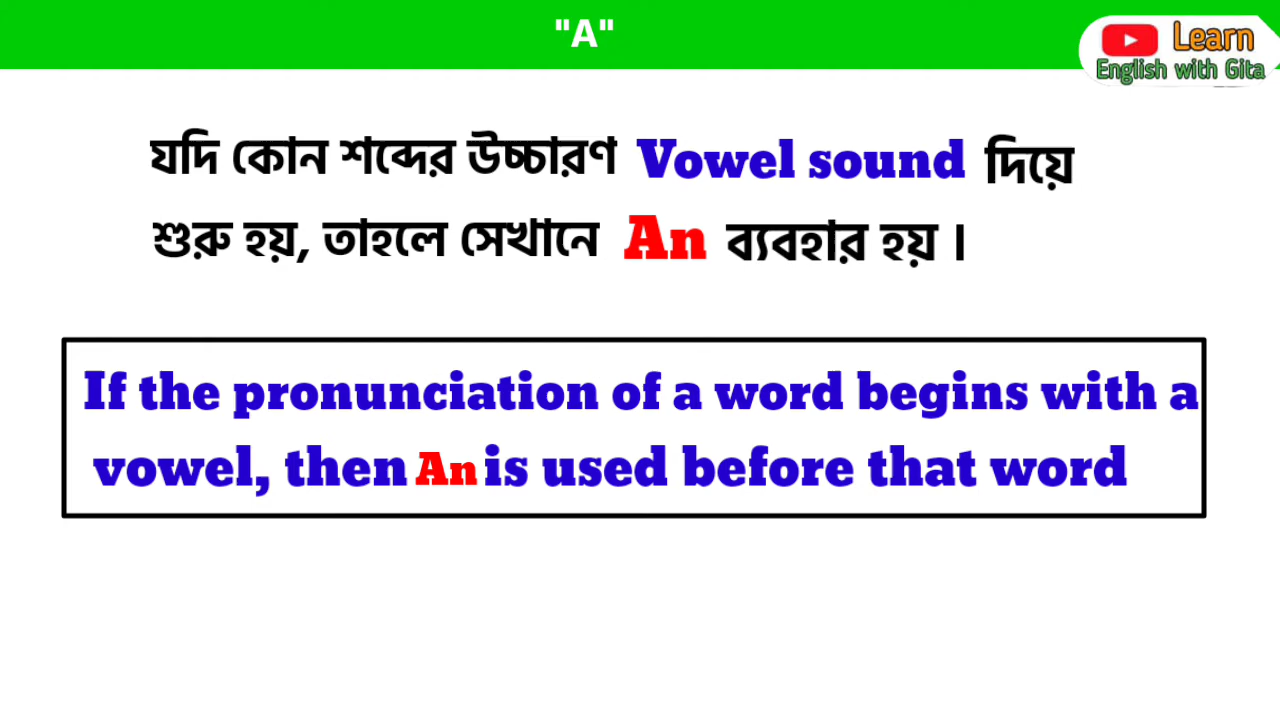 "A"
Learn
English with Gita
যদি কোন শব্দের উচ্চারণ Vowel sound দিয়ে
শুরু হয়, তাহলে সেখানে An ব্যবহার হয় ।
If the pronunciation of a word begins with a
vowel, then An is used before that word